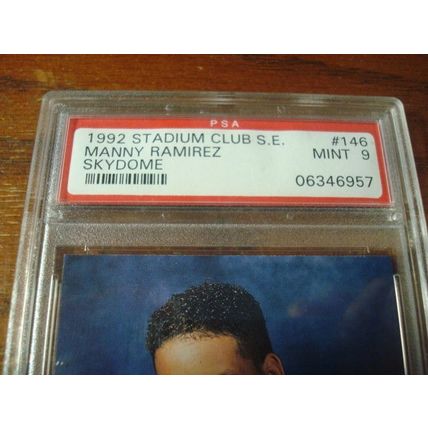 PSA
1992 STADIUM CLUB S.E. #146
MANNY RAMIREZ MINT 9
SKYDOME
06346957